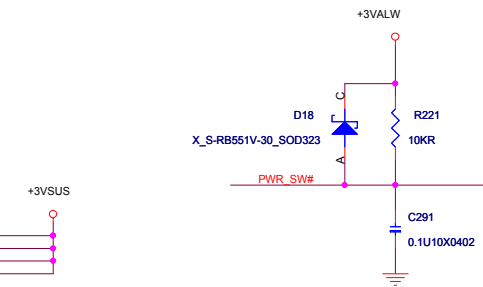 +3VALW
C
D18
R221
X_S-RB551V-30_SOD323
10KR
A
PWR_SW#
+3VSUS
C291
0.1U10X0402